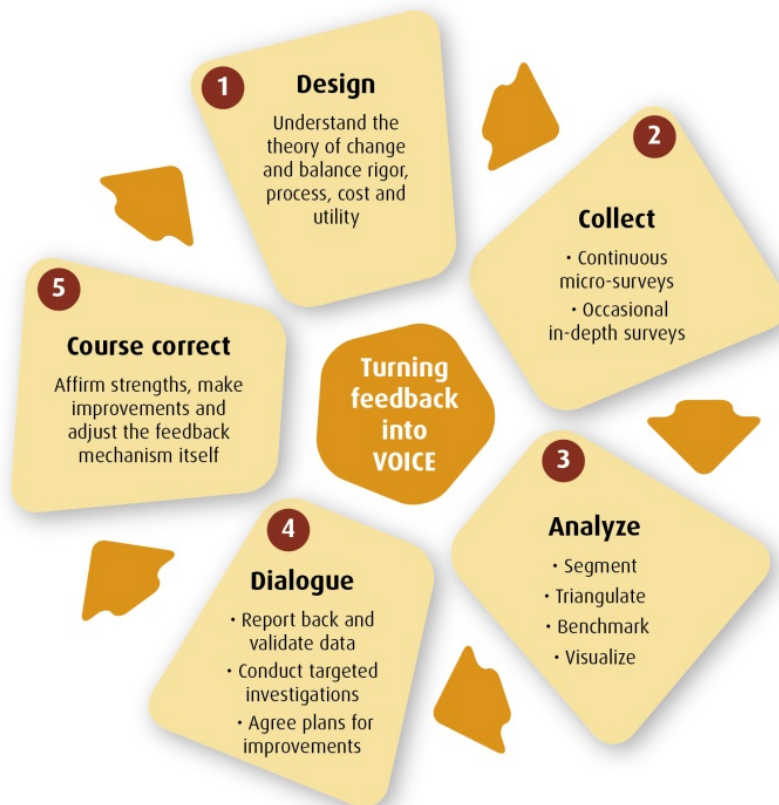 1
Design
Understand the
theory of change
and balance rigor,
process, cost and
utility
2
Collect
• Continuous
micro-surveys
• Occasional
in-depth surveys
3
Analyze
• Segment
• Triangulate
• Benchmark
• Visualize
4
Dialogue
• Report back and
validate data
• Conduct targeted
investigations
• Agree plans for
improvements
5
Course correct
Affirm strengths, make
improvements and
adjust the feedback
mechanism itself
Turning
feedback
into
VOICE